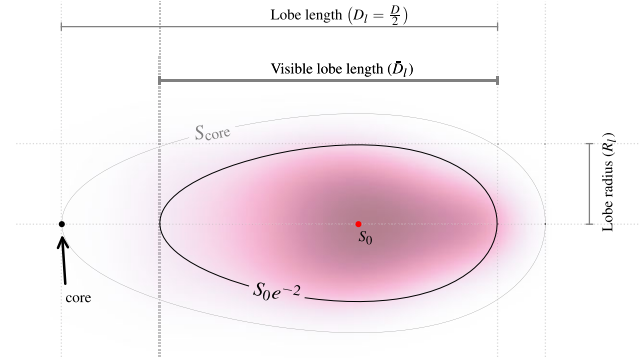 Lobe length (D_l = D/2)
Visible lobe length (D̄_l)
S_core
Lobe radius (R_l)
S_0
S_0e^{-2}
core